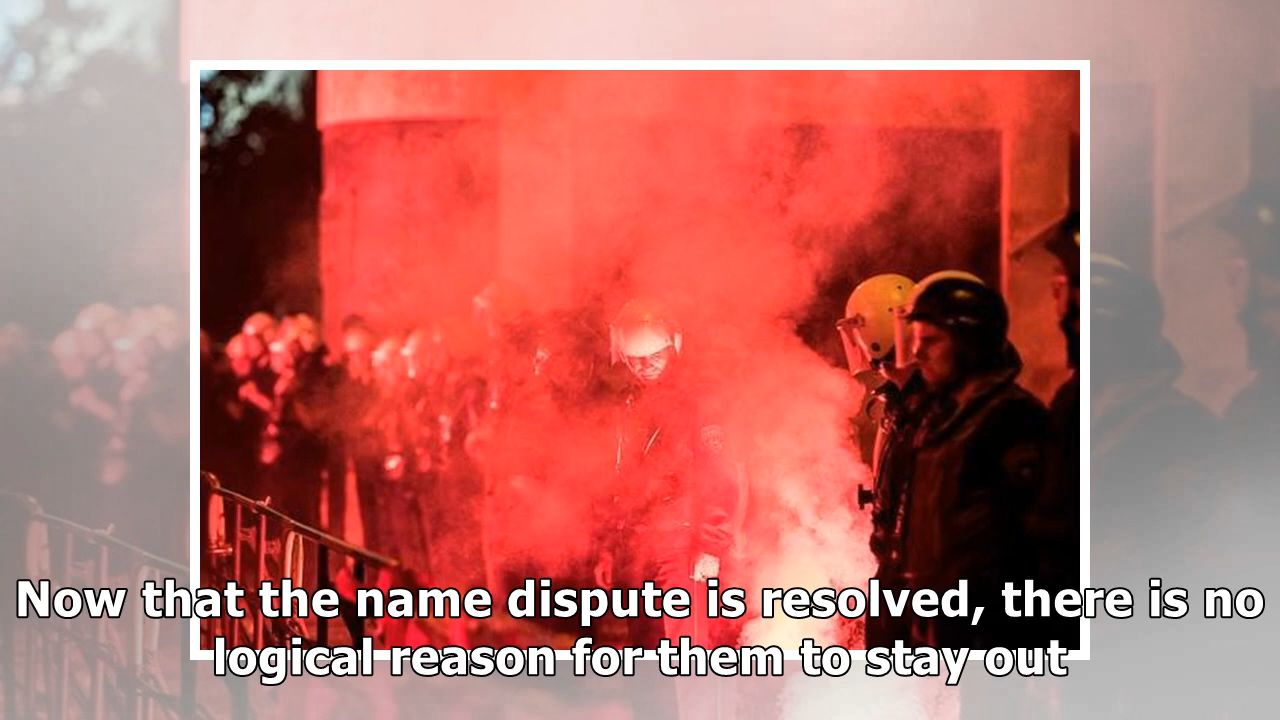 Now that the name dispute is resolved, there is no
logical reason for them to stay out